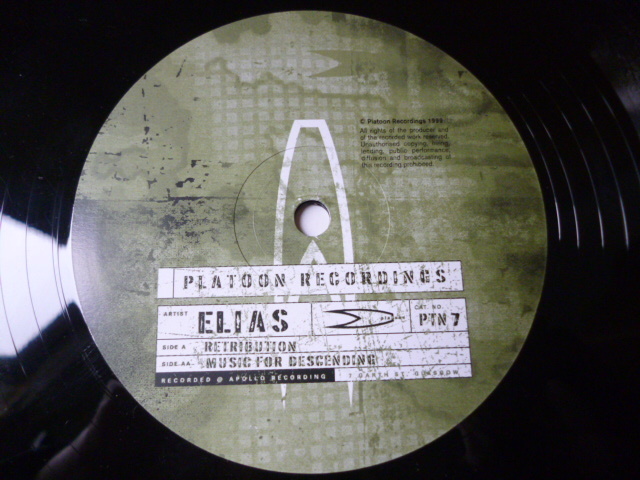 © Platoon Recordings 1999
All rights of the producer and
of the recorded work reserved.
Unauthorised copying, hiring,
lending, public performance,
diffusion and broadcasting of
this recording prohibited.
PLATOON RECORDINGS
ARTIST ELIAS CAT. NO. PTN 7
SIDE A RETRIBUTION
SIDE AA MUSIC FOR DESCENDING
RECORDED @ APOLLO RECORDING ST. GLASGOW